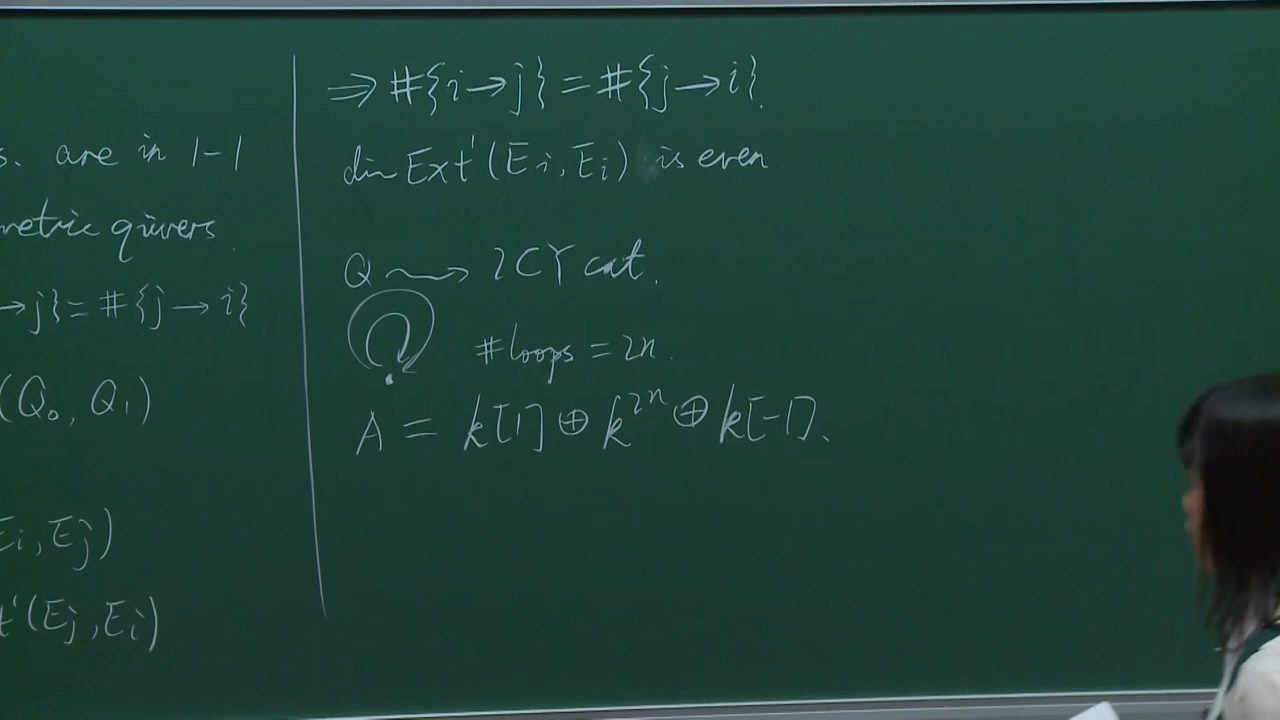 s. are in 1-1
metric quivers.
→j}=#{j→i}
(Q₀, Q₁)
Ei, Ej)
t¹(Ej, Ei)
⇒ #{i→j} = #{j→i}.
dim Ext¹(Ei, Ei) is even
Q ⇝ 2CY cat.
#loops = 2n.
A = k[1] ⊕ k²ⁿ ⊕ k[-1].